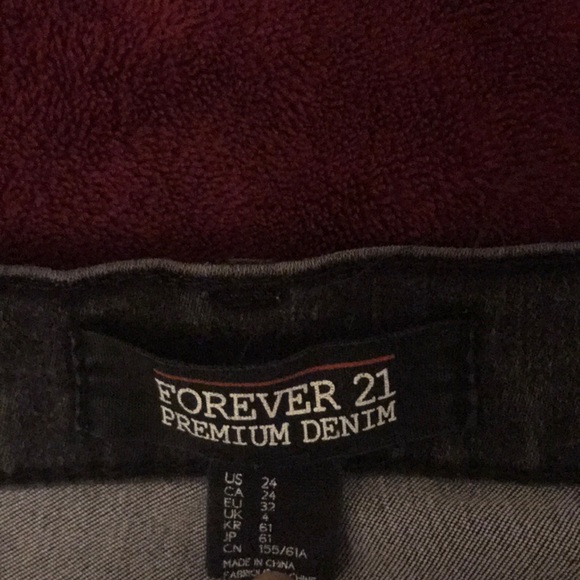 FOREVER 21
PREMIUM DENIM
US 24
CA 24
EU 32
UK 4
KR 61
JP 61
CN 155/61A
MADE IN CHINA